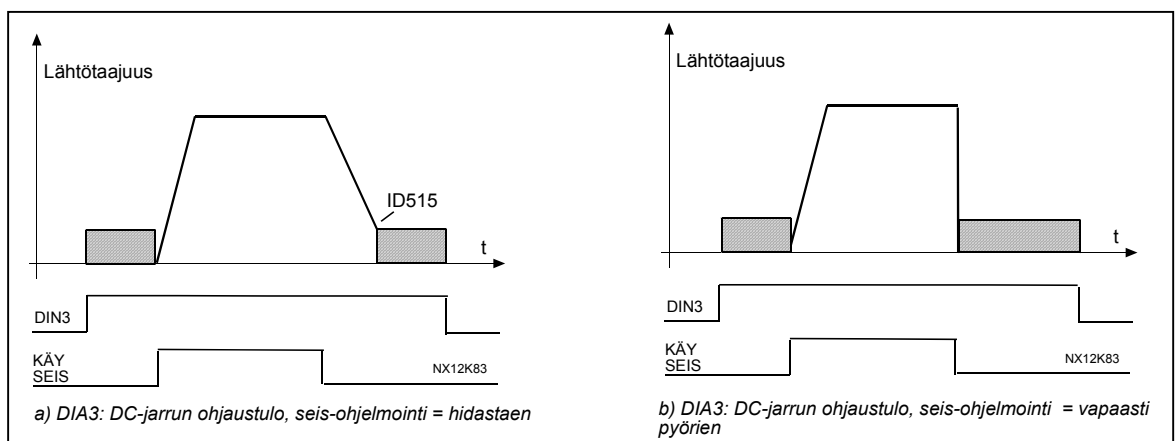 Lähtötaajuus
ID515
t
DIN3
KÄY
SEIS
NX12K83
a) DIA3: DC-jarrun ohjaustulo, seis-ohjelmointi = hidastaen
Lähtötaajuus
t
DIN3
KÄY
SEIS
NX12K83
b) DIA3: DC-jarrun ohjaustulo, seis-ohjelmointi = vapaasti
pyörien